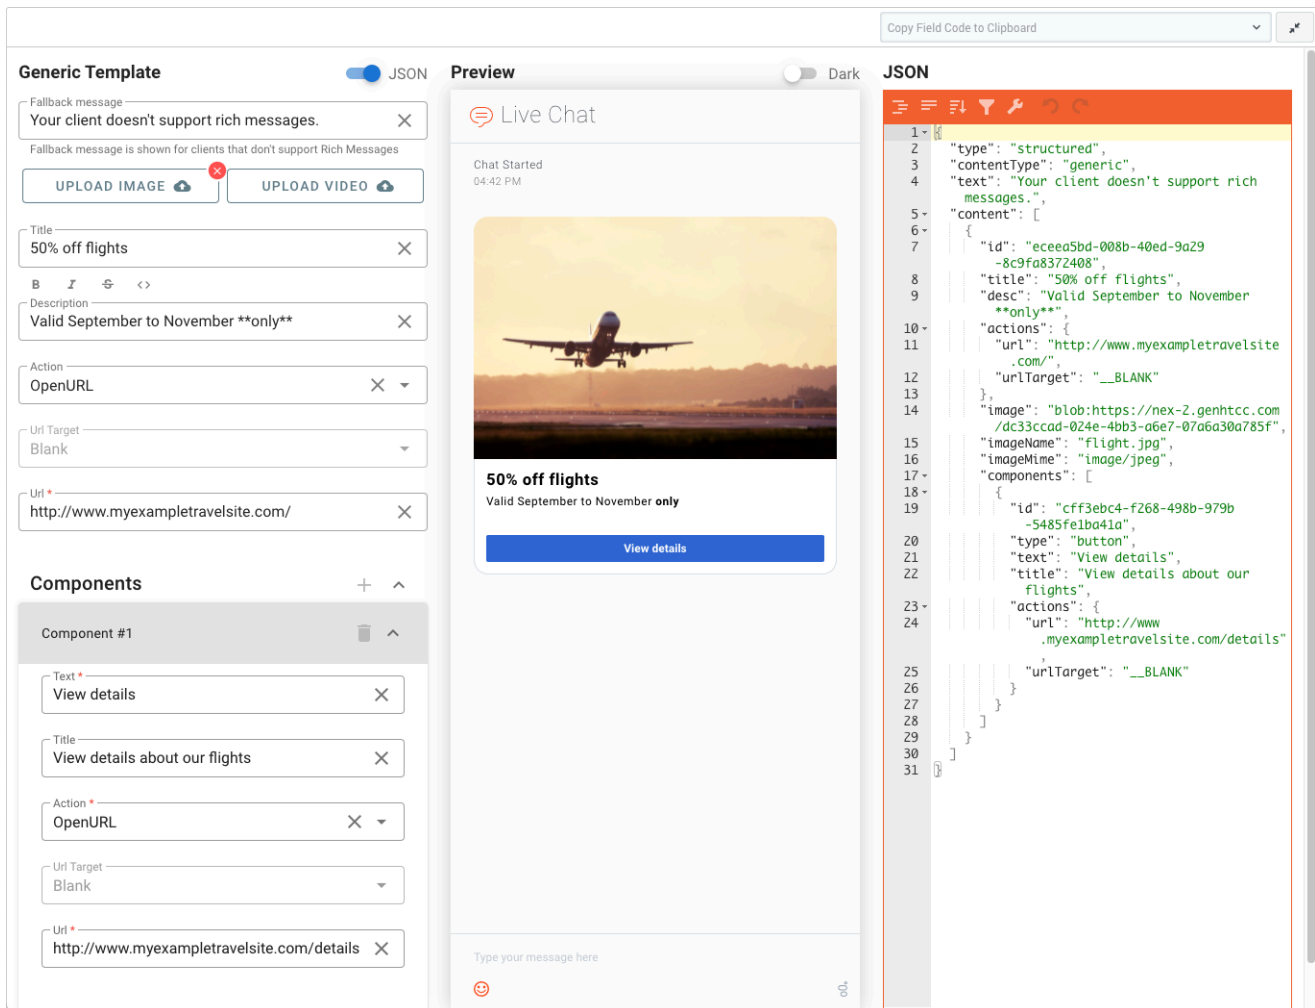 Copy Field Code to Clipboard
Generic Template
JSON
Fallback message
Your client doesn't support rich messages.
Fallback message is shown for clients that don't support Rich Messages
UPLOAD IMAGE
UPLOAD VIDEO
Title
50% off flights
B I S <>
Description
Valid September to November **only**
Action
OpenURL
Url Target
Blank
Url *
http://www.myexampletravelsite.com/
Components
Component #1
Text *
View details
Title
View details about our flights
Action *
OpenURL
Url Target
Blank
Url *
http://www.myexampletravelsite.com/details
Preview
Dark
Live Chat
Chat Started
04:42 PM
50% off flights
Valid September to November only
View details
Type your message here
JSON
1 {
2 "type": "structured",
3 "contentType": "generic",
4 "text": "Your client doesn't support rich
messages.",
5 "content": [
6 {
7 "id": "eceea5bd-008b-40ed-9a29
-8c9fa8372408",
8 "title": "50% off flights",
9 "desc": "Valid September to November
**only**",
10 "actions": {
11 "url": "http://www.myexampletravelsite
.com/",
12 "urlTarget": "__BLANK"
13 },
14 "image": "blob:https://nex-2.genhtcc.com
/dc33ccad-024e-4bb3-a6e7-07a6a30a785f",
15 "imageName": "flight.jpg",
16 "imageMime": "image/jpeg",
17 "components": [
18 {
19 "id": "cff3ebc4-f268-498b-979b
-5485fe1ba41a",
20 "type": "button",
21 "text": "View details",
22 "title": "View details about our
flights",
23 "actions": {
24 "url": "http://www
.myexampletravelsite.com/details"
,
25 "urlTarget": "__BLANK"
26 }
27 }
28 ]
29 }
30 ]
31 }